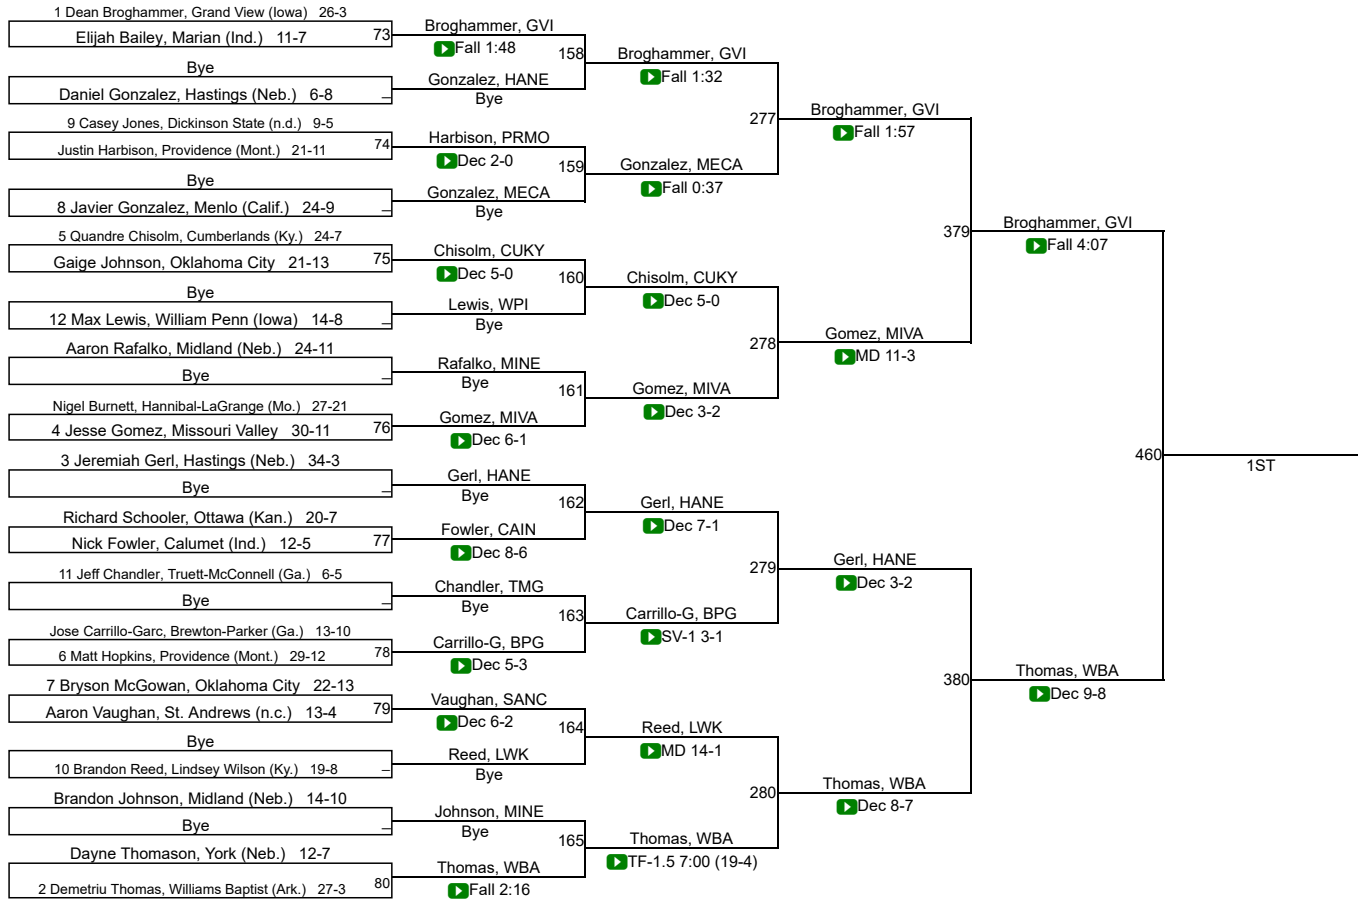 1 Dean Broghammer, Grand View (Iowa) 26-3
Elijah Bailey, Marian (Ind.) 11-7
73
Bye
Daniel Gonzalez, Hastings (Neb.) 6-8
_
9 Casey Jones, Dickinson State (n.d.) 9-5
Justin Harbison, Providence (Mont.) 21-11
74
Bye
8 Javier Gonzalez, Menlo (Calif.) 24-9
_
5 Quandre Chisolm, Cumberlands (Ky.) 24-7
Gaige Johnson, Oklahoma City 21-13
75
Bye
12 Max Lewis, William Penn (Iowa) 14-8
_
Aaron Rafalko, Midland (Neb.) 24-11
Bye
_
Nigel Burnett, Hannibal-LaGrange (Mo.) 27-21
4 Jesse Gomez, Missouri Valley 30-11
76
3 Jeremiah Gerl, Hastings (Neb.) 34-3
Bye
_
Richard Schooler, Ottawa (Kan.) 20-7
Nick Fowler, Calumet (Ind.) 12-5
77
11 Jeff Chandler, Truett-McConnell (Ga.) 6-5
Bye
_
Jose Carrillo-Garc, Brewton-Parker (Ga.) 13-10
6 Matt Hopkins, Providence (Mont.) 29-12
78
7 Bryson McGowan, Oklahoma City 22-13
Aaron Vaughan, St. Andrews (n.c.) 13-4
79
Bye
10 Brandon Reed, Lindsey Wilson (Ky.) 19-8
_
Brandon Johnson, Midland (Neb.) 14-10
Bye
_
Dayne Thomason, York (Neb.) 12-7
2 Demetriu Thomas, Williams Baptist (Ark.) 27-3
80
Broghammer, GVI
Fall 1:48
158
Gonzalez, HANE
Bye
Harbison, PRMO
Dec 2-0
159
Gonzalez, MECA
Bye
Chisolm, CUKY
Dec 5-0
160
Lewis, WPI
Bye
Rafalko, MINE
Bye
161
Gomez, MIVA
Dec 6-1
Gerl, HANE
Bye
162
Fowler, CAIN
Dec 8-6
Chandler, TMG
Bye
163
Carrillo-G, BPG
Dec 5-3
Vaughan, SANC
Dec 6-2
164
Reed, LWK
Bye
Johnson, MINE
Bye
165
Thomas, WBA
Fall 2:16
Broghammer, GVI
Fall 1:32
277
Gonzalez, MECA
Fall 0:37
Chisolm, CUKY
Dec 5-0
278
Gomez, MIVA
Dec 3-2
Gerl, HANE
Dec 7-1
279
Carrillo-G, BPG
SV-1 3-1
Reed, LWK
MD 14-1
280
Thomas, WBA
TF-1.5 7:00 (19-4)
Broghammer, GVI
Fall 1:57
379
Gomez, MIVA
MD 11-3
Gerl, HANE
Dec 3-2
380
Thomas, WBA
Dec 8-7
Broghammer, GVI
Fall 4:07
460
Thomas, WBA
Dec 9-8
1ST